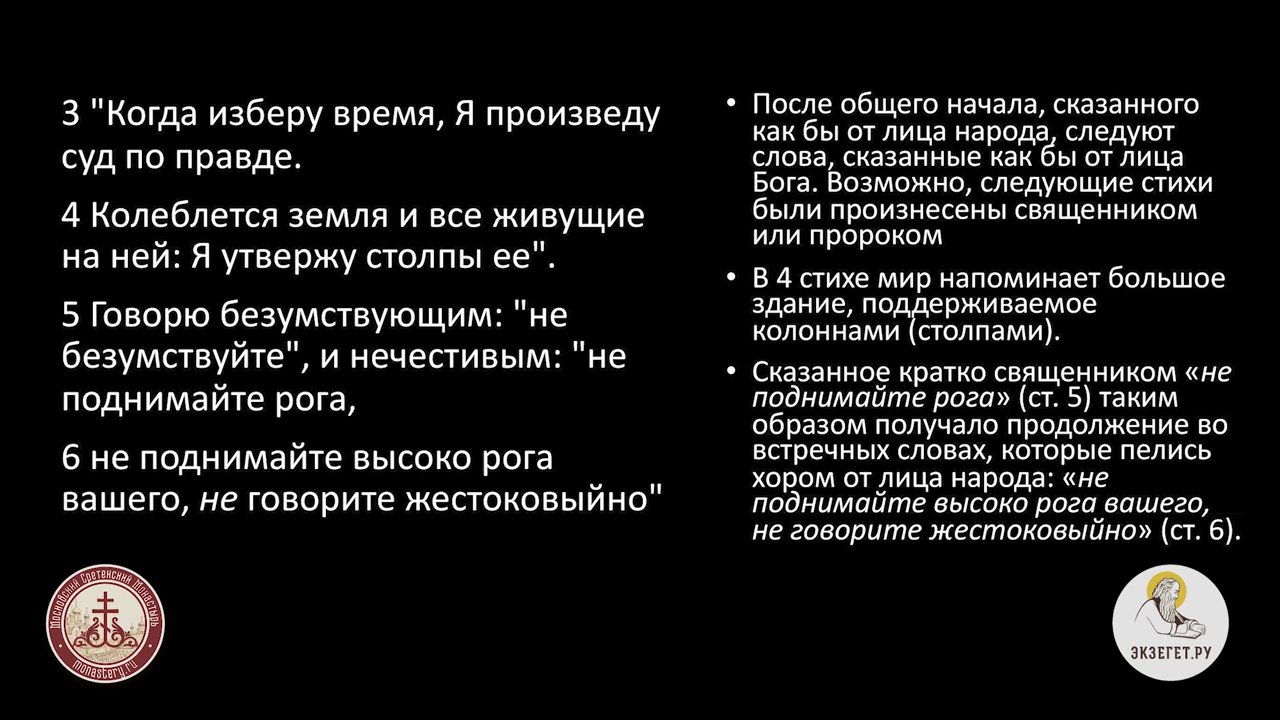 3 "Когда изберу время, Я произведу
суд по правде.
4 Колеблется земля и все живущие
на ней: Я утвержу столпы ее".
5 Говорю безумствующим: "не
безумствуйте", и нечестивым: "не
поднимайте рога,
6 не поднимайте высоко рога
вашего, не говорите жестоковыйно"
• После общего начала, сказанного
как бы от лица народа, следуют
слова, сказанные как бы от лица
Бога. Возможно, следующие стихи
были произнесены священником
или пророком
• В 4 стихе мир напоминает большое
здание, поддерживаемое
колоннами (столпами).
• Сказанное кратко священником «не
поднимайте рога» (ст. 5) таким
образом получало продолжение во
встречных словах, которые пелись
хором от лица народа: «не
поднимайте высоко рога вашего,
не говорите жестоковыйно» (ст. 6).
Московский Сретенский Монастырь
monastery.ru
ЭКЗЕГЕТ.РУ